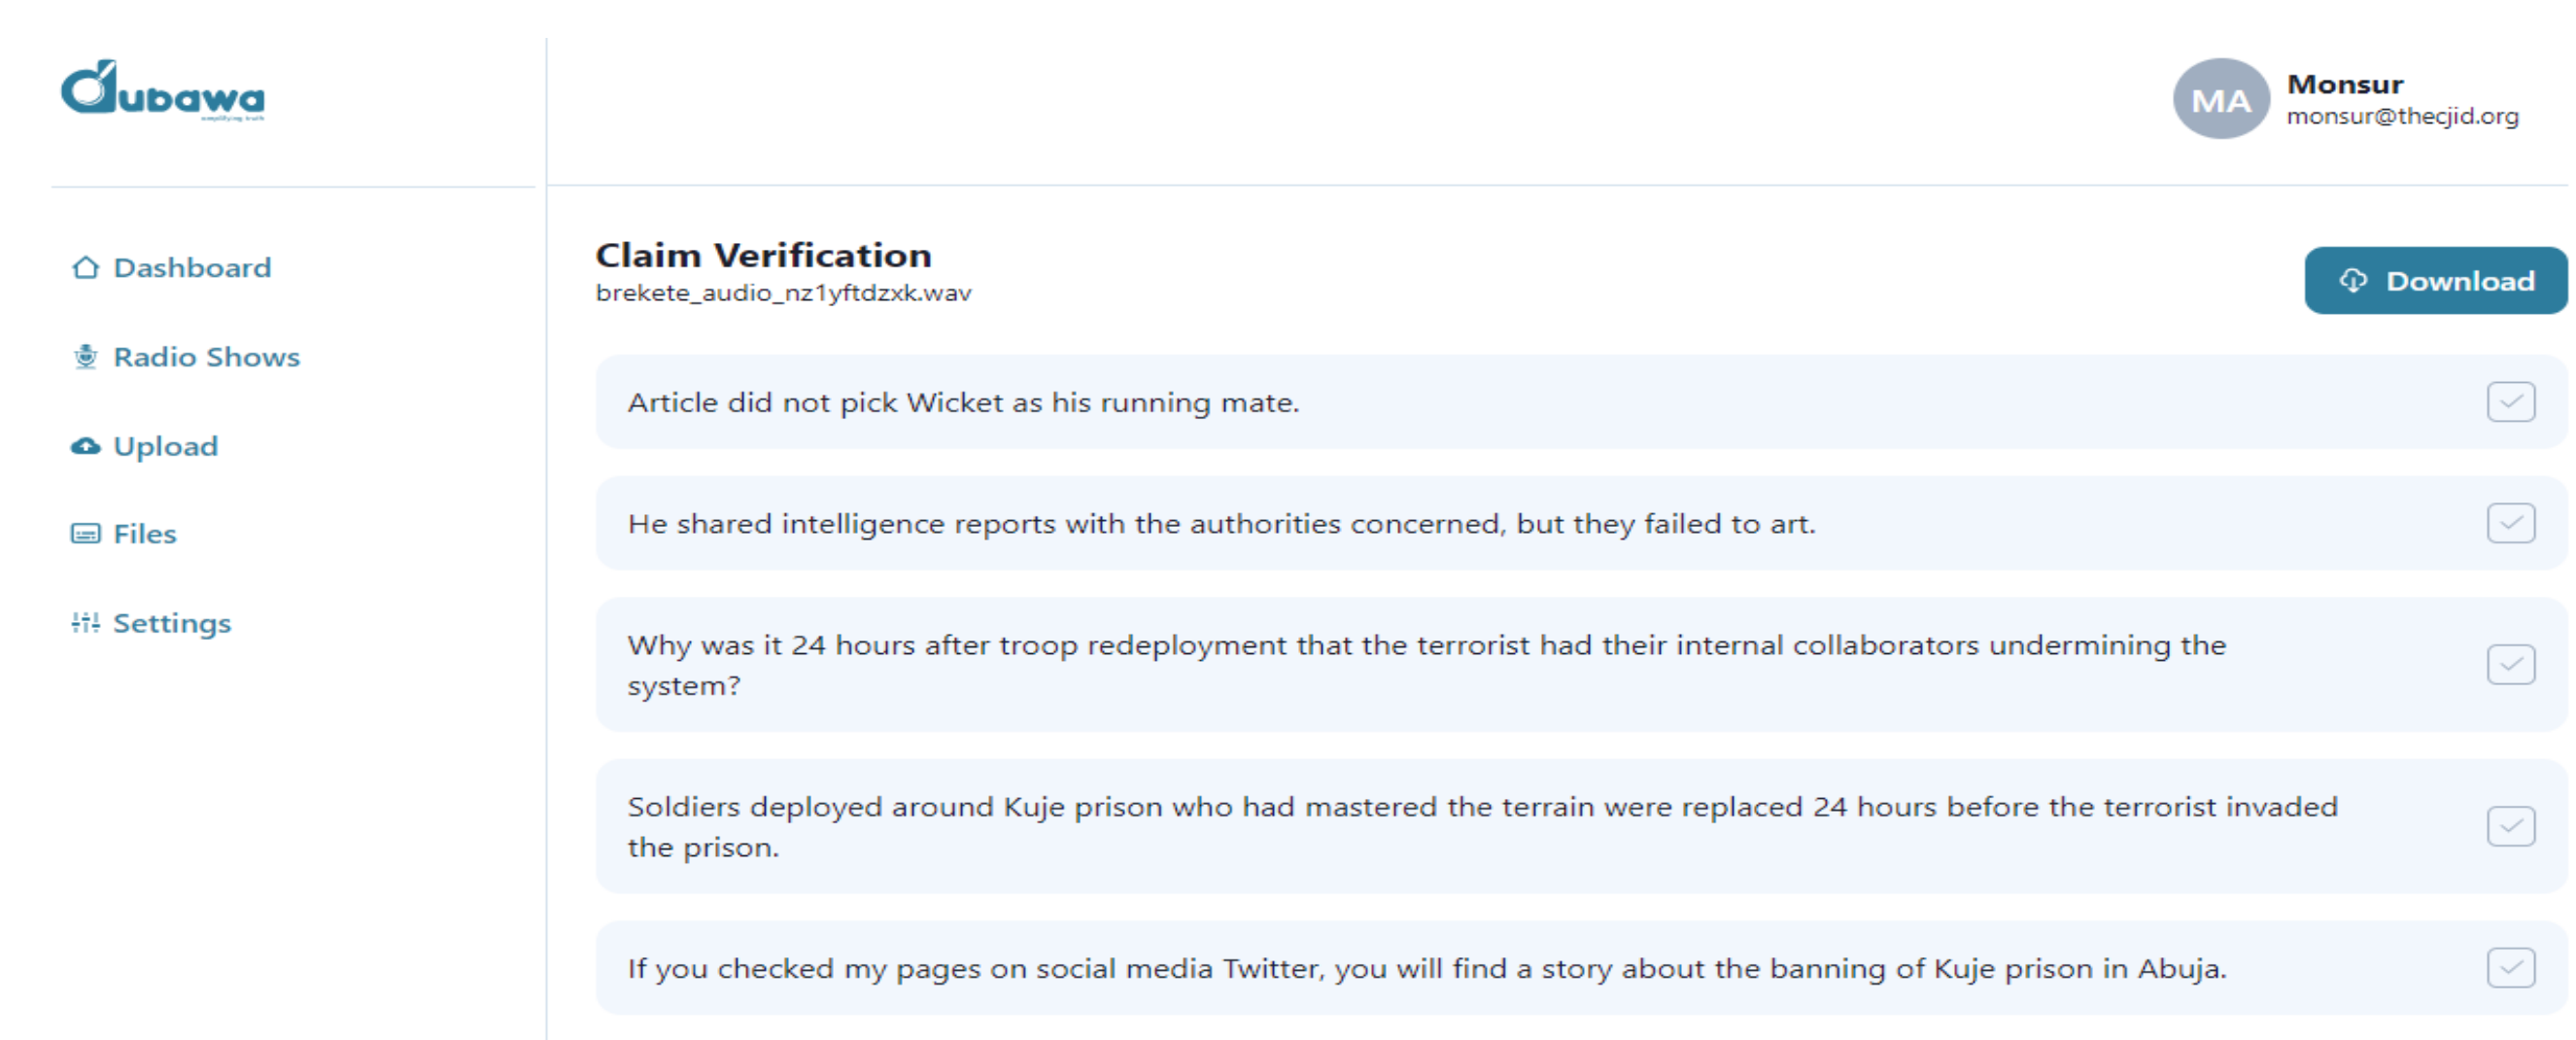 dubawa
amplifying truth
Monsur
monsur@thecjid.org
MA
Dashboard
Radio Shows
Upload
Files
Settings
Claim Verification
brekete_audio_nz1yftdzxk.wav
Download
Article did not pick Wicket as his running mate.
He shared intelligence reports with the authorities concerned, but they failed to art.
Why was it 24 hours after troop redeployment that the terrorist had their internal collaborators undermining the
system?
Soldiers deployed around Kuje prison who had mastered the terrain were replaced 24 hours before the terrorist invaded
the prison.
If you checked my pages on social media Twitter, you will find a story about the banning of Kuje prison in Abuja.